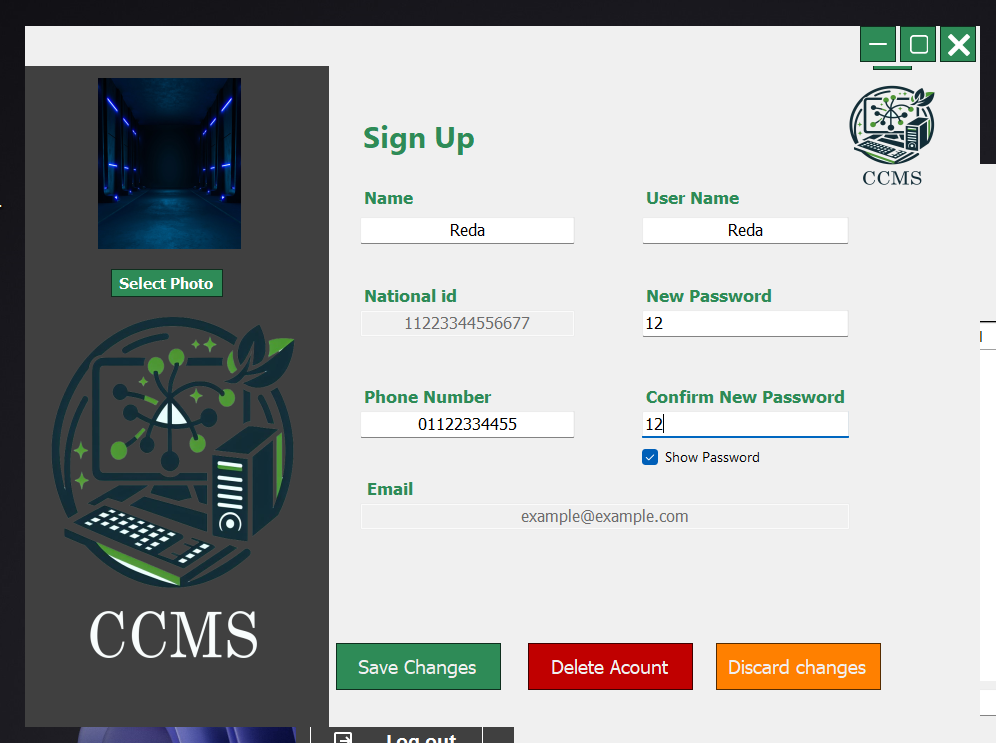 CCMS
Sign Up
Name
User Name
Reda
Reda
Select Photo
National id
New Password
11223344556677
12
Phone Number
Confirm New Password
01122334455
12
Show Password
Email
example@example.com
CCMS
Save Changes
Delete Acount
Discard changes
Log out